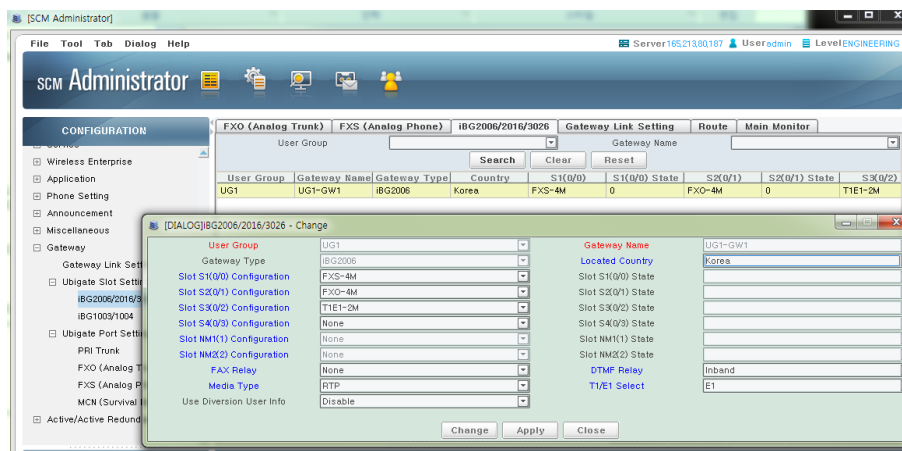 [SCM Administrator]
File Tool Tab Dialog Help
Server165,213,80,187 Useradmin LevelENGINEERING
SCM Administrator
CONFIGURATION
Wireless Enterprise
Application
Phone Setting
Announcement
Miscellaneous
Gateway
Gateway Link Sett
Ubigate Slot Settin
iBG2006/2016/3
iBG1003/1004
Ubigate Port Settin
PRI Trunk
FXO (Analog T
FXS (Analog P
MCN (Survival
Active/Active Redund
FXO (Analog Trunk) FXS (Analog Phone) iBG2006/2016/3026 Gateway Link Setting Route Main Monitor
User Group Gateway Name
Search Clear Reset
User Group Gateway Name Gateway Type Country S1(0/0) S1(0/0) State S2(0/1) S2(0/1) State S3(0/2)
UG1 UG1-GW1 iBG2006 Korea FXS-4M 0 FXO-4M 0 T1E1-2M
[DIALOG]iBG2006/2016/3026 - Change
User Group UG1 Gateway Name UG1-GW1
Gateway Type iBG2006 Located Country Korea
Slot S1(0/0) Configuration FXS-4M Slot S1(0/0) State
Slot S2(0/1) Configuration FXO-4M Slot S2(0/1) State
Slot S3(0/2) Configuration T1E1-2M Slot S3(0/2) State
Slot S4(0/3) Configuration None Slot S4(0/3) State
Slot NM1(1) Configuration None Slot NM1(1) State
Slot NM2(2) Configuration None Slot NM2(2) State
FAX Relay None DTMF Relay Inband
Media Type RTP T1/E1 Select E1
Use Diversion User Info Disable
Change Apply Close